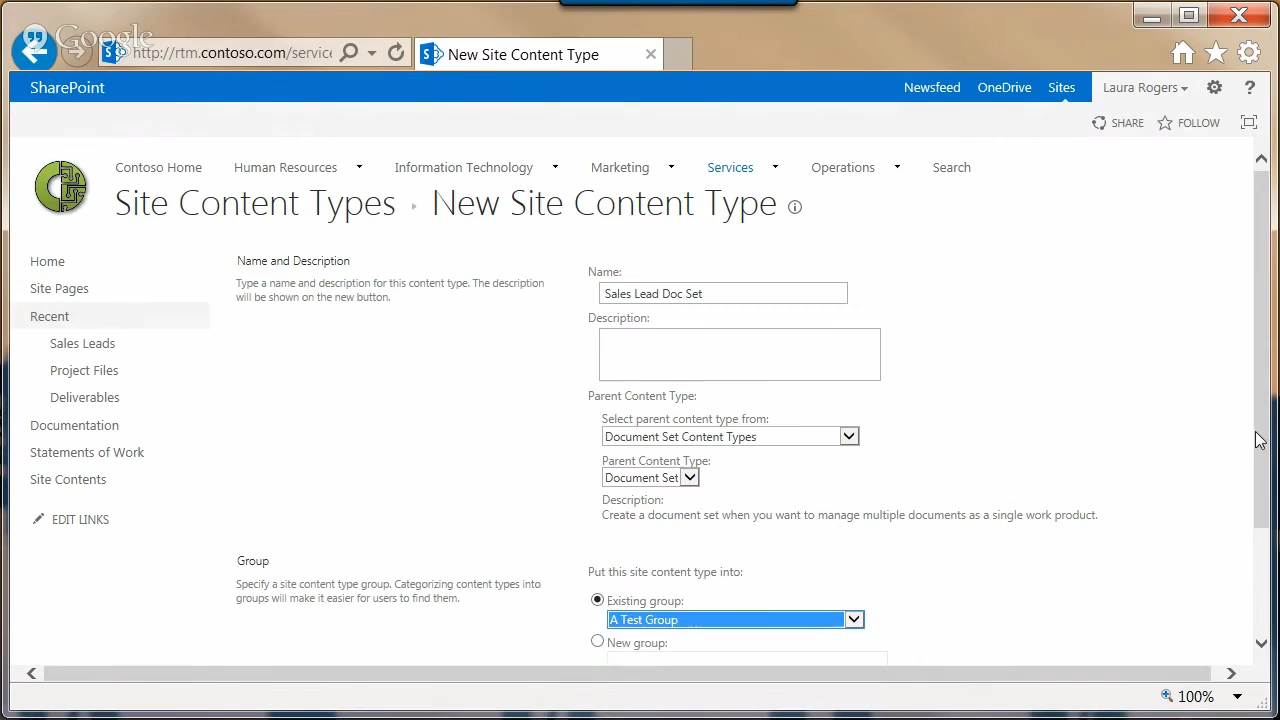 Google
http://rtm.contoso.com/service
New Site Content Type
SharePoint
Newsfeed OneDrive Sites Laura Rogers ?
SHARE FOLLOW
Contoso Home Human Resources Information Technology Marketing Services Operations Search
Site Content Types New Site Content Type
Home
Site Pages
Recent
Sales Leads
Project Files
Deliverables
Documentation
Statements of Work
Site Contents
EDIT LINKS
Name and Description
Type a name and description for this content type. The description
will be shown on the new button.
Name:
Sales Lead Doc Set
Description:
Parent Content Type:
Select parent content type from:
Document Set Content Types
Parent Content Type:
Document Set
Description:
Create a document set when you want to manage multiple documents as a single work product.
Group
Specify a site content type group. Categorizing content types into
groups will make it easier for users to find them.
Put this site content type into:
Existing group:
A Test Group
New group:
100%